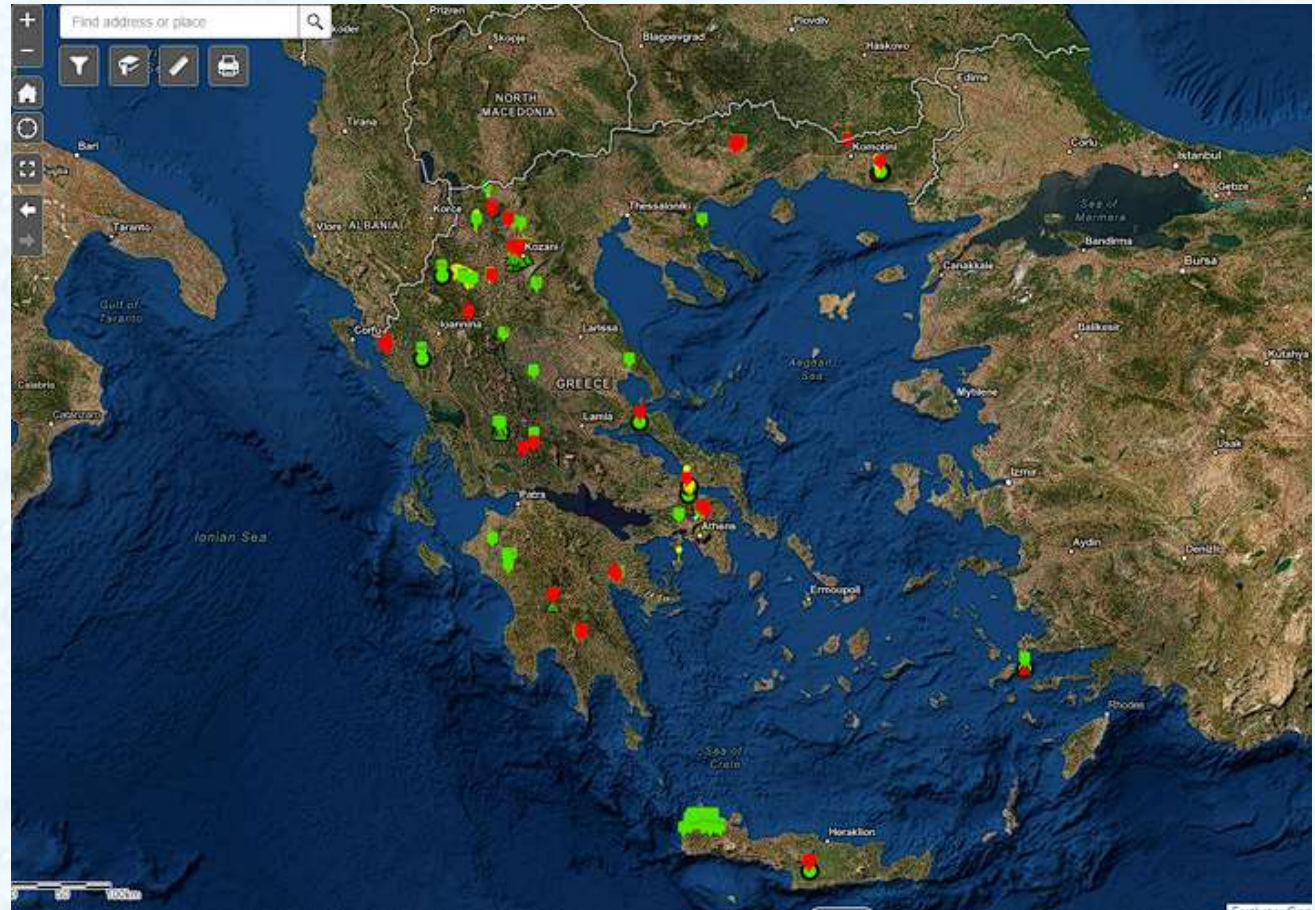 Find address or place
Prizren
Plovdiv
Skopje
Blagoevgrad
Haskovo
NORTH
MACEDONIA
Edirne
Tirana
Bari
Komotini
Corlu
Istanbul
Gebze
Korce
Thessaloniki
Sea of
Marmara
Taranto
Vlore
ALBANIA
Kozani
Bandirma
Canakkale
Bursa
Gulf of
Taranto
Corfu
Ioannina
Larissa
Balikesir
Aegean
Sea
Kutahya
Calabria
GREECE
Mytilene
Catanzaro
Lamia
Usak
Izmir
Patra
Athens
Ionian Sea
Aydin
Denizli
Ermoupoli
Rhodes
Sea of
Crete
Heraklion
50
100km